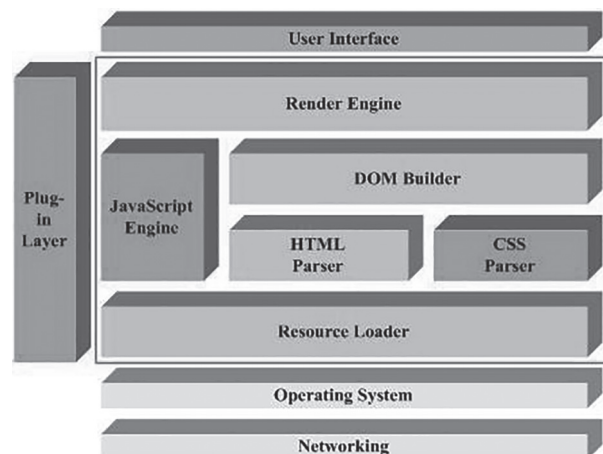 User Interface
Render Engine
Plug-
in
Layer
JavaScript
Engine
DOM Builder
HTML
Parser
CSS
Parser
Resource Loader
Operating System
Networking